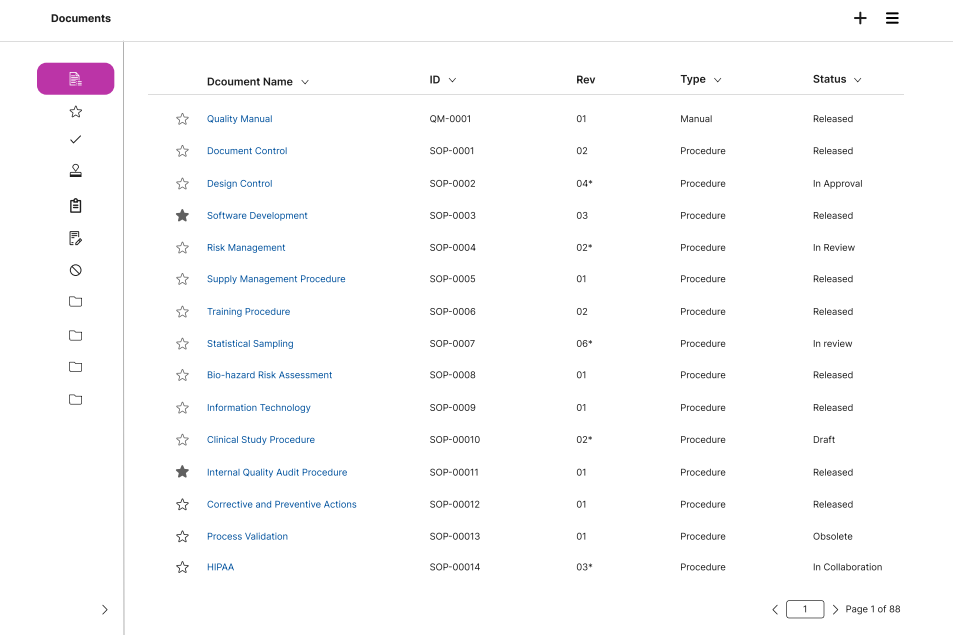 Documents
Dcoument Name ID Rev Type Status
Quality Manual QM-0001 01 Manual Released
Document Control SOP-0001 02 Procedure Released
Design Control SOP-0002 04* Procedure In Approval
Software Development SOP-0003 03 Procedure Released
Risk Management SOP-0004 02* Procedure In Review
Supply Management Procedure SOP-0005 01 Procedure Released
Training Procedure SOP-0006 02 Procedure Released
Statistical Sampling SOP-0007 06* Procedure In review
Bio-hazard Risk Assessment SOP-0008 01 Procedure Released
Information Technology SOP-0009 01 Procedure Released
Clinical Study Procedure SOP-00010 02* Procedure Draft
Internal Quality Audit Procedure SOP-00011 01 Procedure Released
Corrective and Preventive Actions SOP-00012 01 Procedure Released
Process Validation SOP-00013 01 Procedure Obsolete
HIPAA SOP-00014 03* Procedure In Collaboration
1 Page 1 of 88